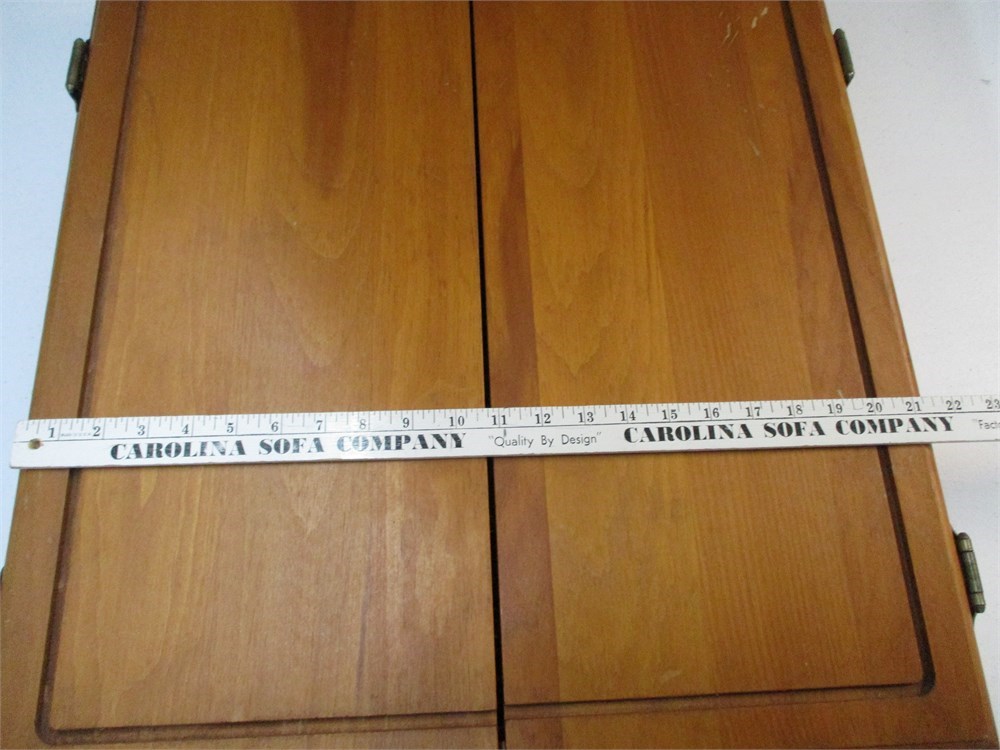 1 2 3 4 5 6 7 8 9 10 11 12 13 14 15 16 17 18 19 20 21 22 23
CAROLINA SOFA COMPANY "Quality By Design" CAROLINA SOFA COMPANY "Facto